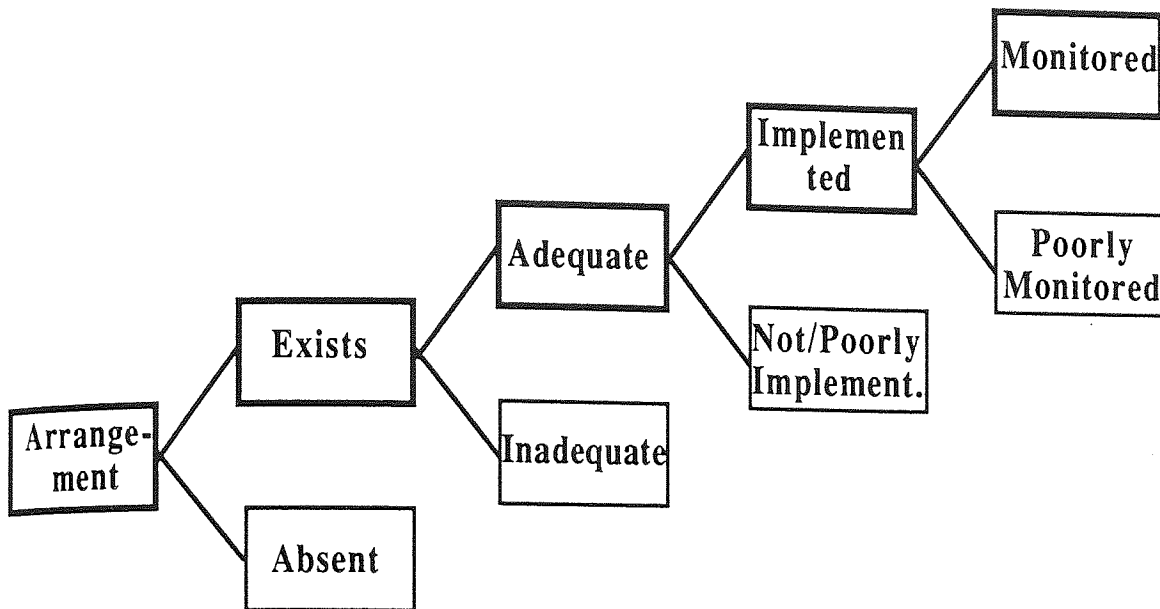 Monitored
Implemen
ted
Poorly
Monitored
Adequate
Not/Poorly
Implement.
Exists
Inadequate
Arrange-
ment
Absent